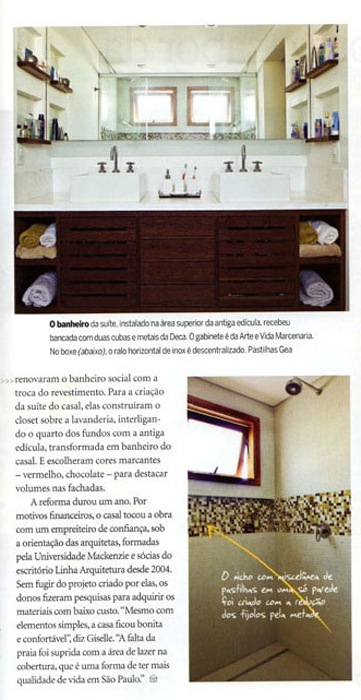 O banheiro da suíte, instalado na área superior da antiga edícula, recebeu
bancada com duas cubas e metais da Deca. O gabinete é da Arte e Vida Marcenaria.
No boxe (abaixo), o ralo horizontal de inox é descentralizado. Pastilhas Gea
>>>renovaram o banheiro social com a
troca do revestimento. Para a criação
da suíte do casal, elas construíram o
closet sobre a lavanderia, interligan-
do o quarto dos fundos com a antiga
edícula, transformada em banheiro do
casal. E escolheram cores marcantes
– vermelho, chocolate – para destacar
volumes nas fachadas.
A reforma durou um ano. Por
motivos financeiros, o casal tocou a obra
com um empreiteiro de confiança, sob
a orientação das arquitetas, formadas
pela Universidade Mackenzie e sócias do
escritório Linha Arquitetura desde 2004.
Sem fugir do projeto criado por elas, os
donos fizeram pesquisas para adquirir os
materiais com baixo custo. "Mesmo com
elementos simples, a casa ficou bonita
e confortável", diz Giselle. "A falta da
praia foi suprida com a área de lazer na
cobertura, que é uma forma de ter mais
qualidade de vida em São Paulo."
O nicho com miscelânea de
pastilhas em uma só parede
foi criado com a redução
dos tijolos pela metade